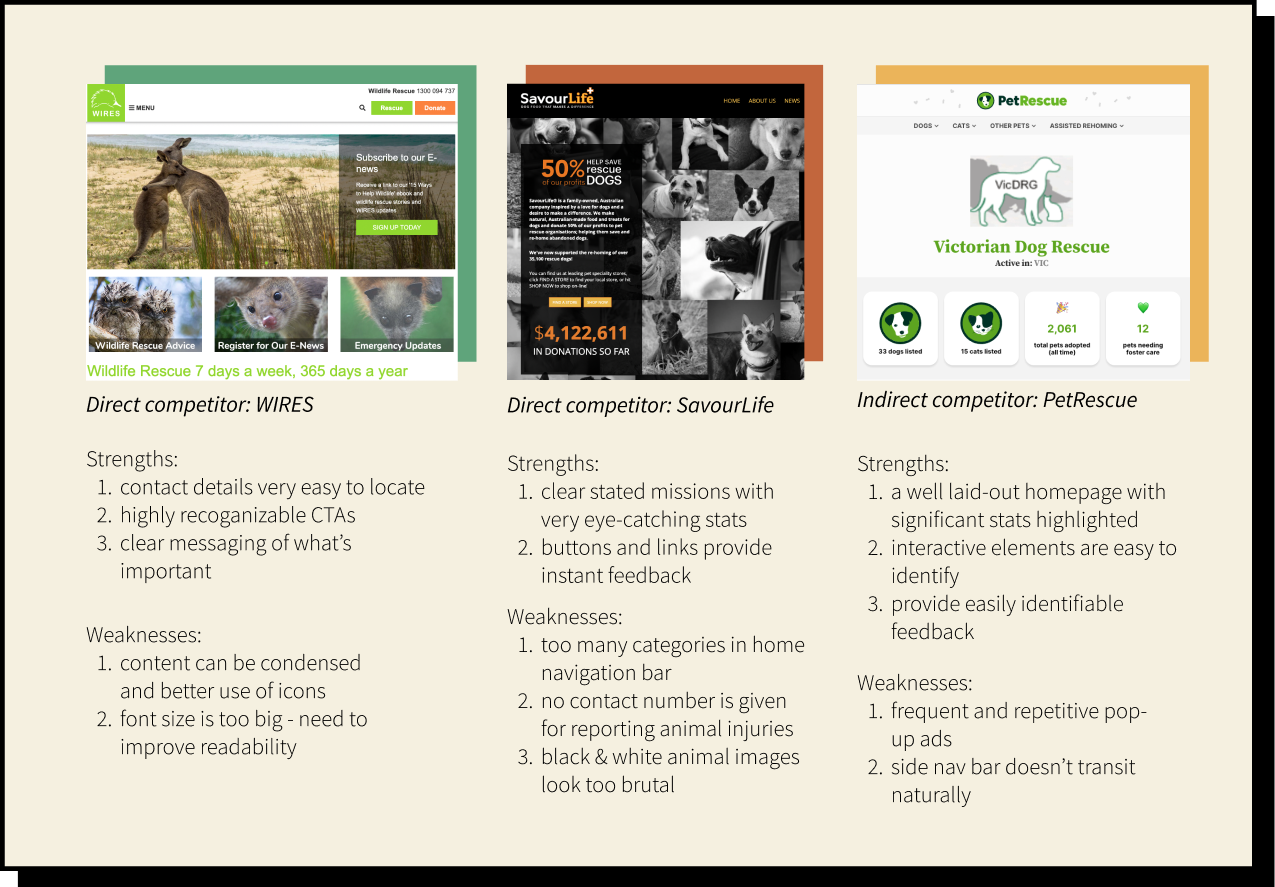 Wildlife Rescue 1300 094 737
WIRES
MENU
Rescue
Donate
Subscribe to our E-
news
Receive a link to our '15 Ways
to Help Wildlife' ebook and
wildlife rescue stories and
WIRES updates.
SIGN UP TODAY
Wildlife Rescue Advice
Register for Our E-News
Emergency Updates
Wildlife Rescue 7 days a week, 365 days a year
Direct competitor: WIRES
Strengths:
1. contact details very easy to locate
2. highly recoganizable CTAs
3. clear messaging of what’s
important
Weaknesses:
1. content can be condensed
and better use of icons
2. font size is too big - need to
improve readability
SavourLife
DOG FOOD THAT MAKES A DIFFERENCE
HOME ABOUT US NEWS
50% HELP SAVE
of our profits rescue
DOGS
SavourLife® is a family-owned, Australian
company inspired by a love for dogs and a
desire to make a difference. We make
natural, Australian-made food and treats for
dogs and donate 50% of our profits to pet
rescue organisations; helping them save and
re-home abandoned dogs.
We've now supported the re-homing of over
35,100 rescue dogs!
You can find us at leading pet speciality stores,
click FIND A STORE to find your local store, or hit
SHOP NOW to shop on-line!
FIND A STORE SHOP NOW
$4,122,611
IN DONATIONS SO FAR
Direct competitor: SavourLife
Strengths:
1. clear stated missions with
very eye-catching stats
2. buttons and links provide
instant feedback
Weaknesses:
1. too many categories in home
navigation bar
2. no contact number is given
for reporting animal injuries
3. black & white animal images
look too brutal
PetRescue
DOGS CATS OTHER PETS ASSISTED REHOMING
VicDRG
Victorian Dog Rescue
Active in: VIC
33 dogs listed
15 cats listed
2,061
total pets adopted
(all time)
12
pets needing
foster care
Indirect competitor: PetRescue
Strengths:
1. a well laid-out homepage with
significant stats highlighted
2. interactive elements are easy to
identify
3. provide easily identifiable
feedback
Weaknesses:
1. frequent and repetitive pop-
up ads
2. side nav bar doesn’t transit
naturally